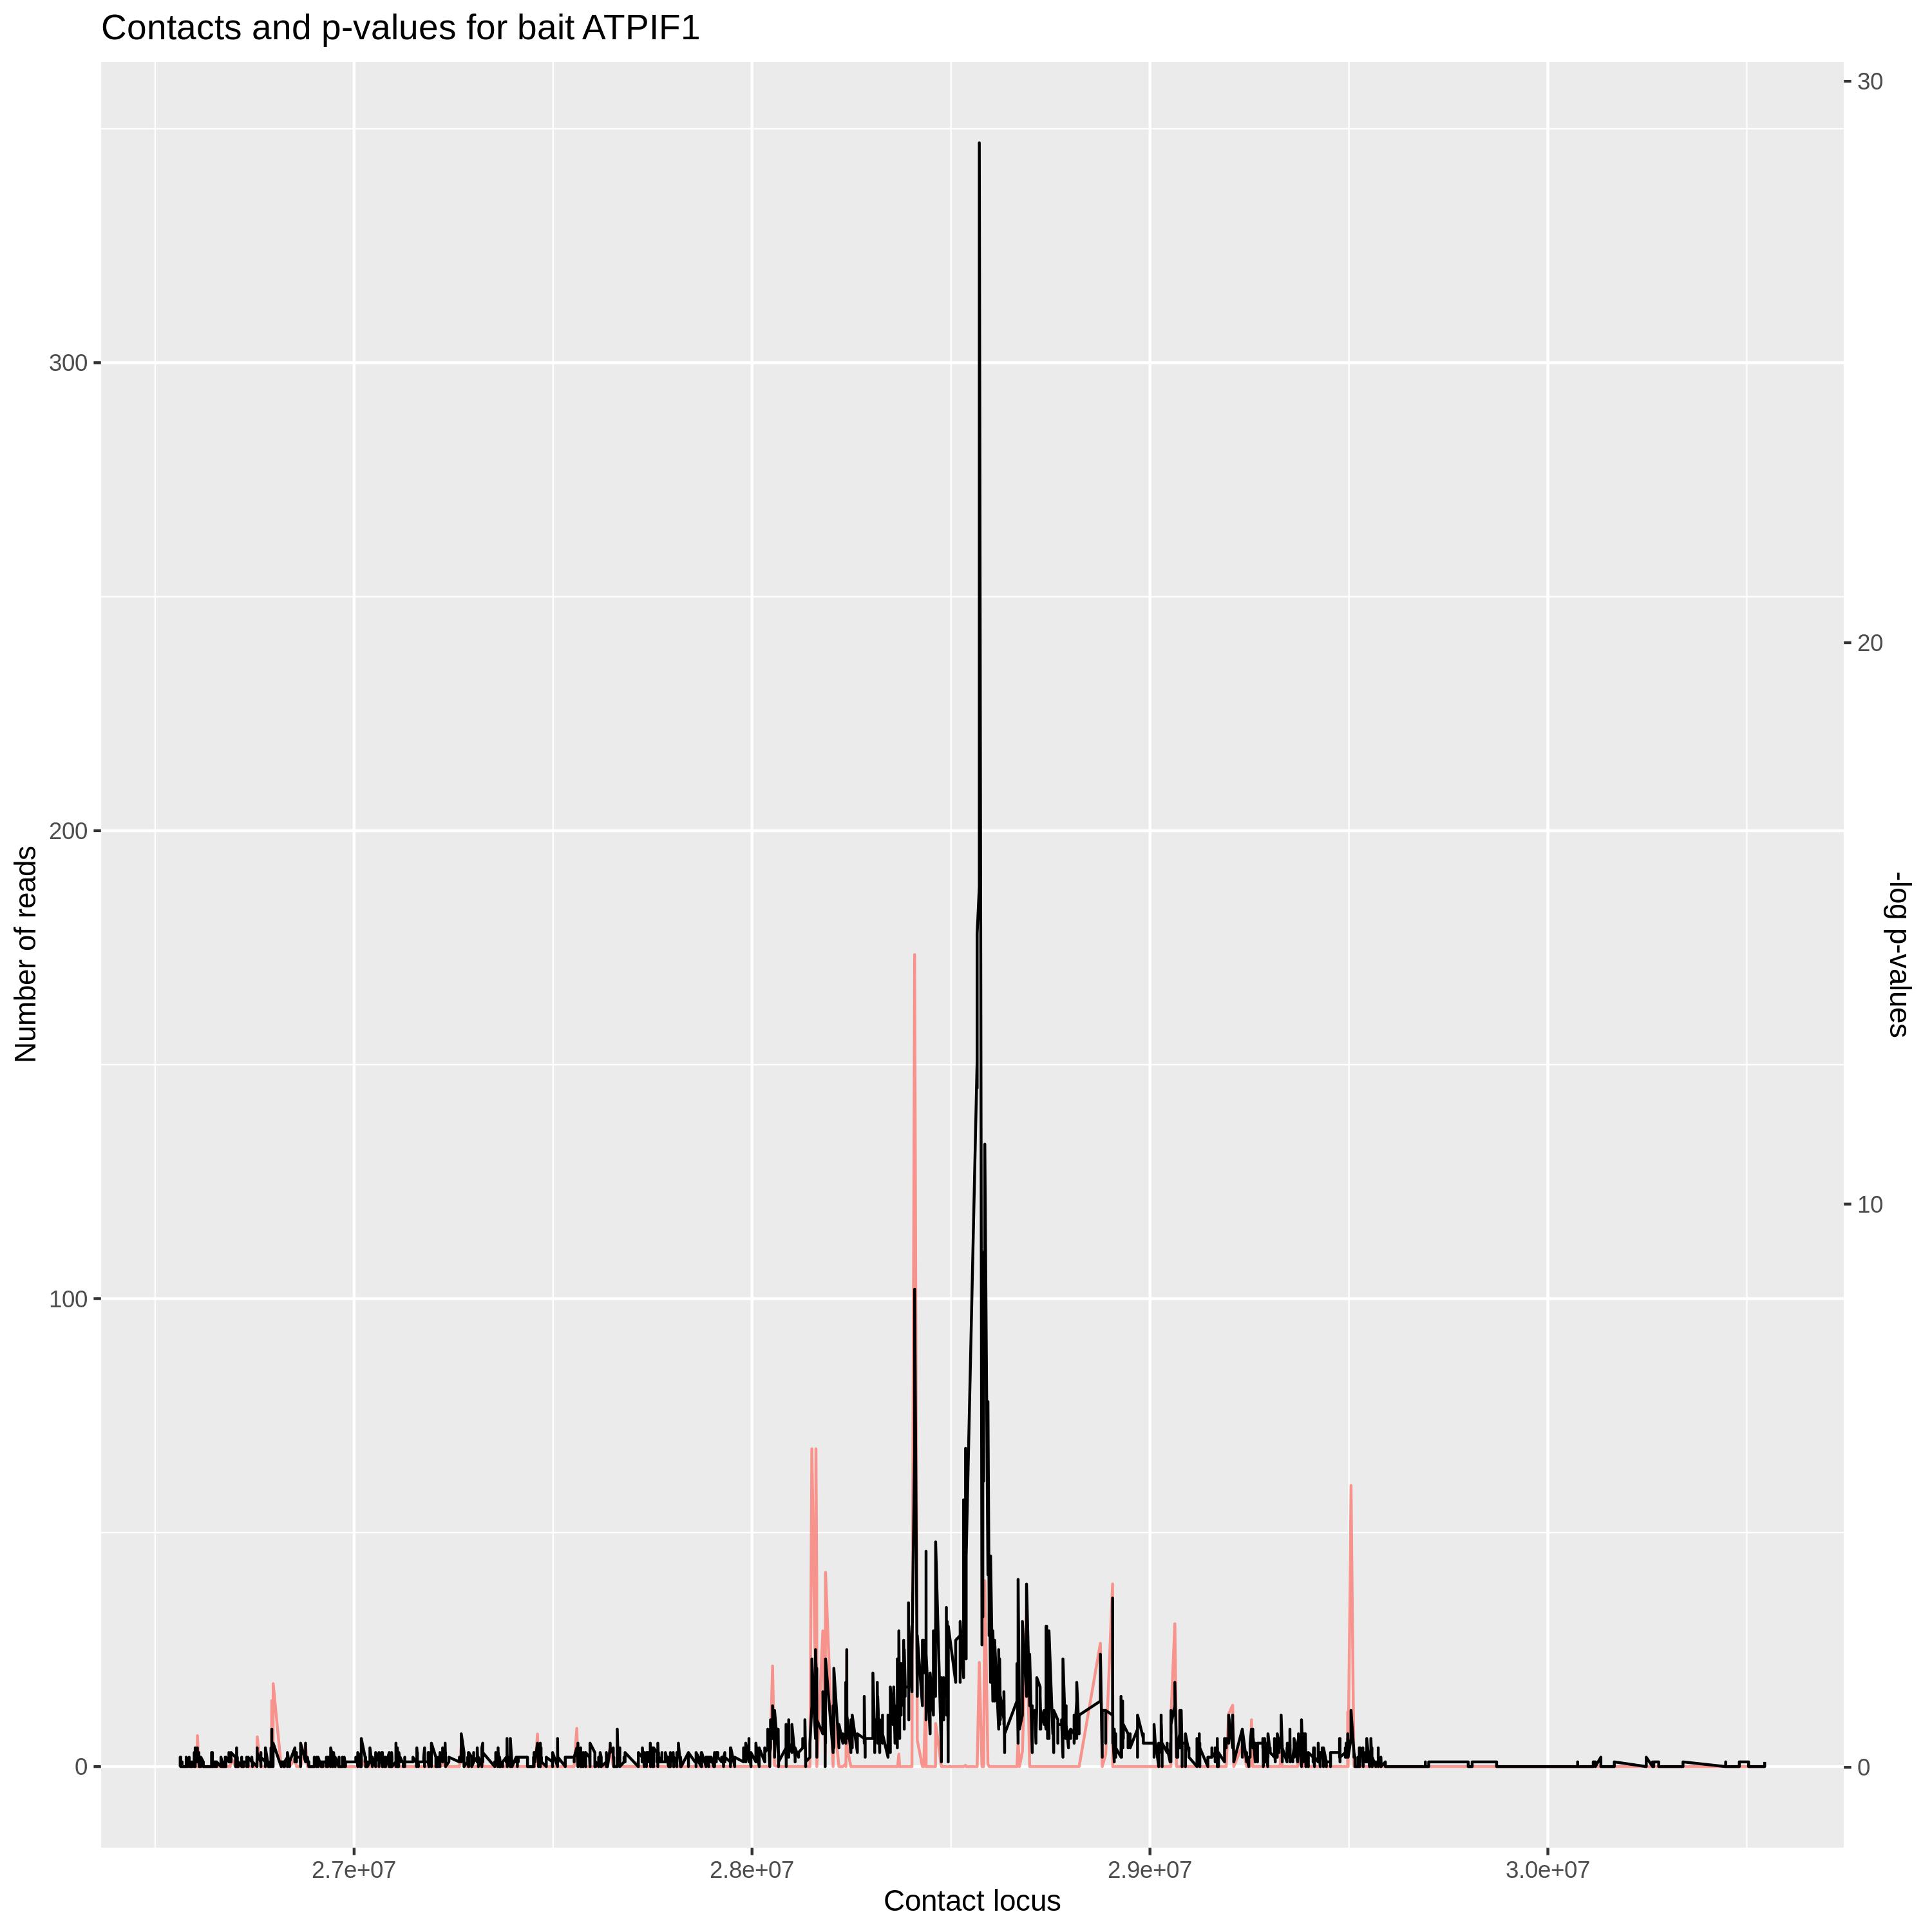 Contacts and p-values for bait ATPIF1
30
300
20
200
Number of reads
-log p-values
10
100
0
0
2.7e+07
2.8e+07
2.9e+07
3.0e+07
Contact locus